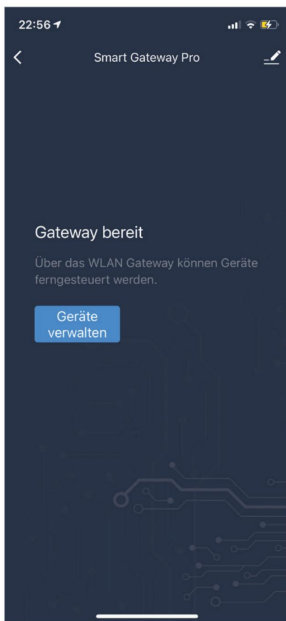 22:56
Smart Gateway Pro
Gateway bereit
Über das WLAN Gateway können Geräte
ferngesteuert werden.
Geräte
verwalten